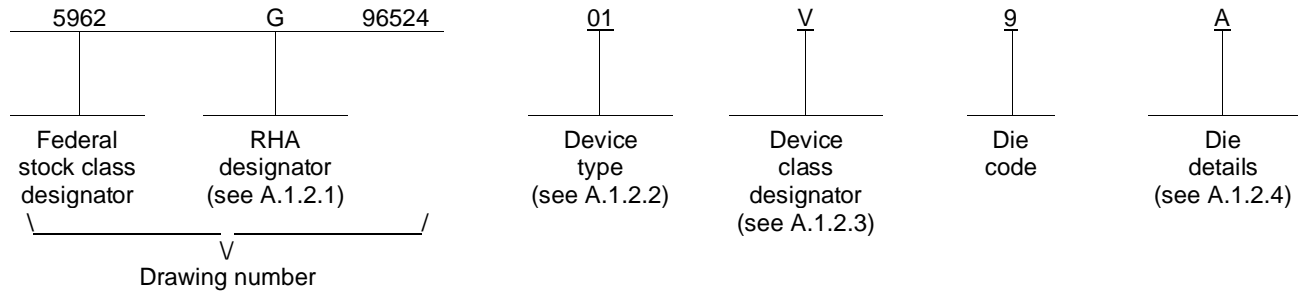 5962 G 96524 01 V 9 A
Federal stock class designator
RHA designator (see A.1.2.1)
Device type (see A.1.2.2)
Device class designator (see A.1.2.3)
Die code
Die details (see A.1.2.4)
Drawing number